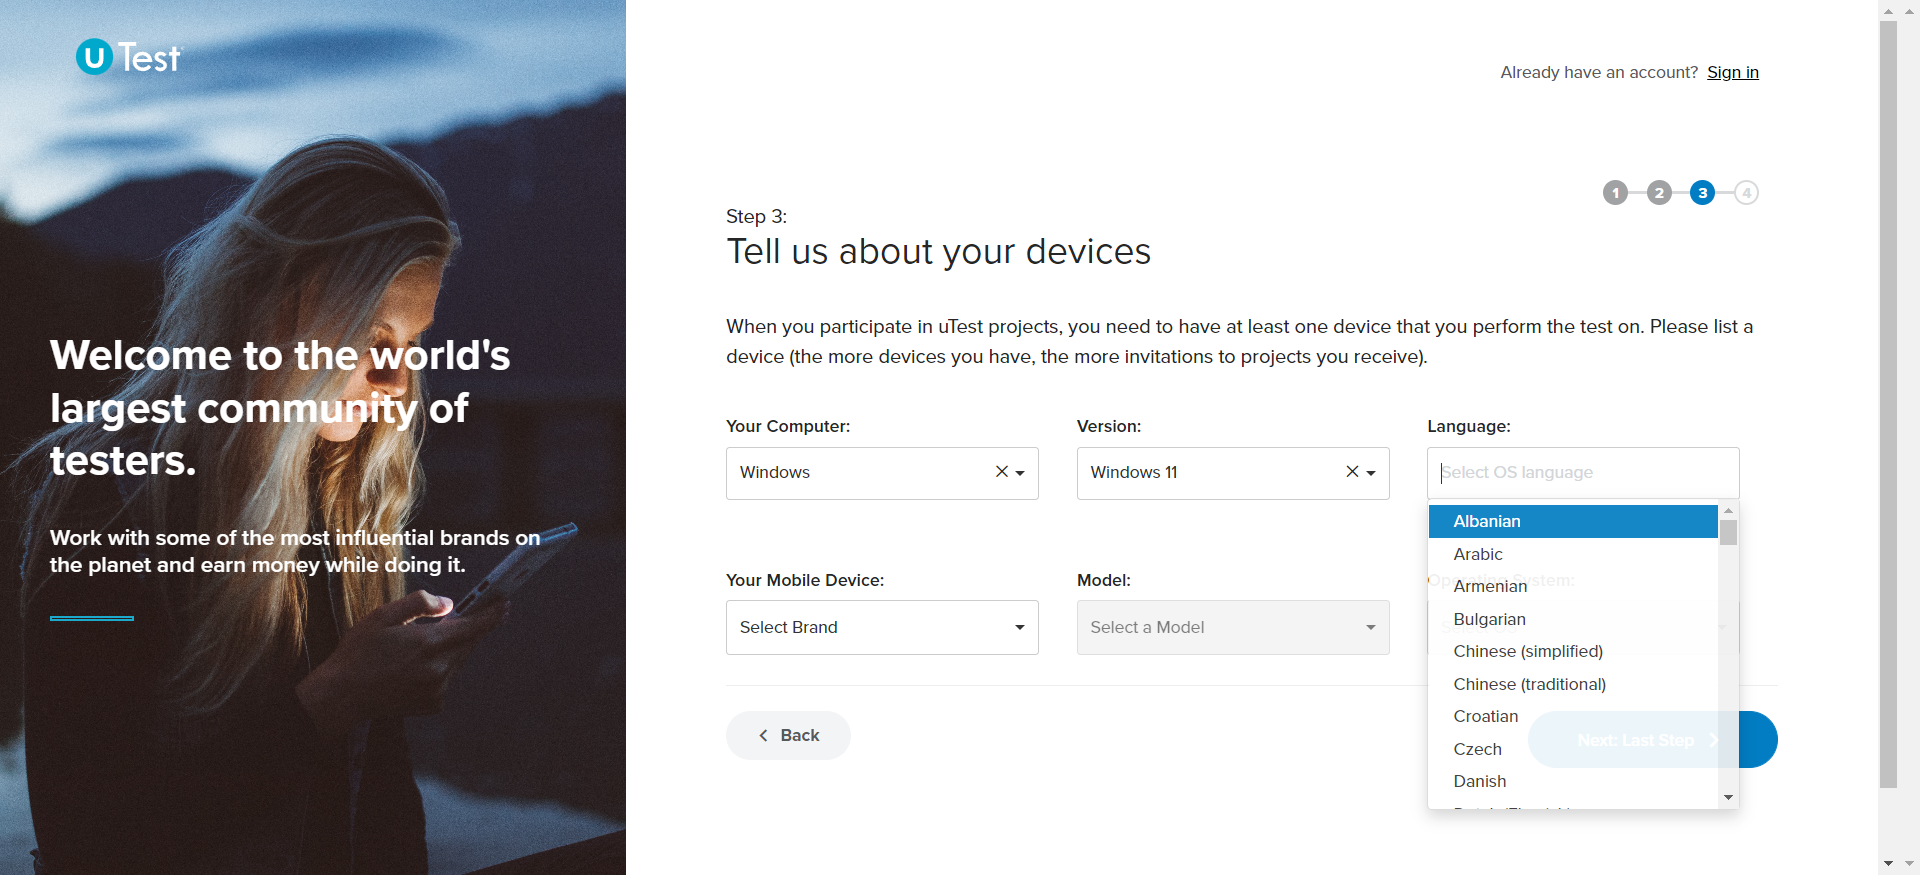 U Test
Already have an account? Sign in
1 2 3 4
Step 3:
Tell us about your devices
Welcome to the world's
largest community of
testers.
Work with some of the most influential brands on
the planet and earn money while doing it.
When you participate in uTest projects, you need to have at least one device that you perform the test on. Please list a
device (the more devices you have, the more invitations to projects you receive).
Your Computer:
Windows
Version:
Windows 11
Language:
Select OS language
Albanian
Arabic
Armenian
Bulgarian
Chinese (simplified)
Chinese (traditional)
Croatian
Czech
Danish
Your Mobile Device:
Select Brand
Model:
Select a Model
Operating System:
Back
Next: Last Step